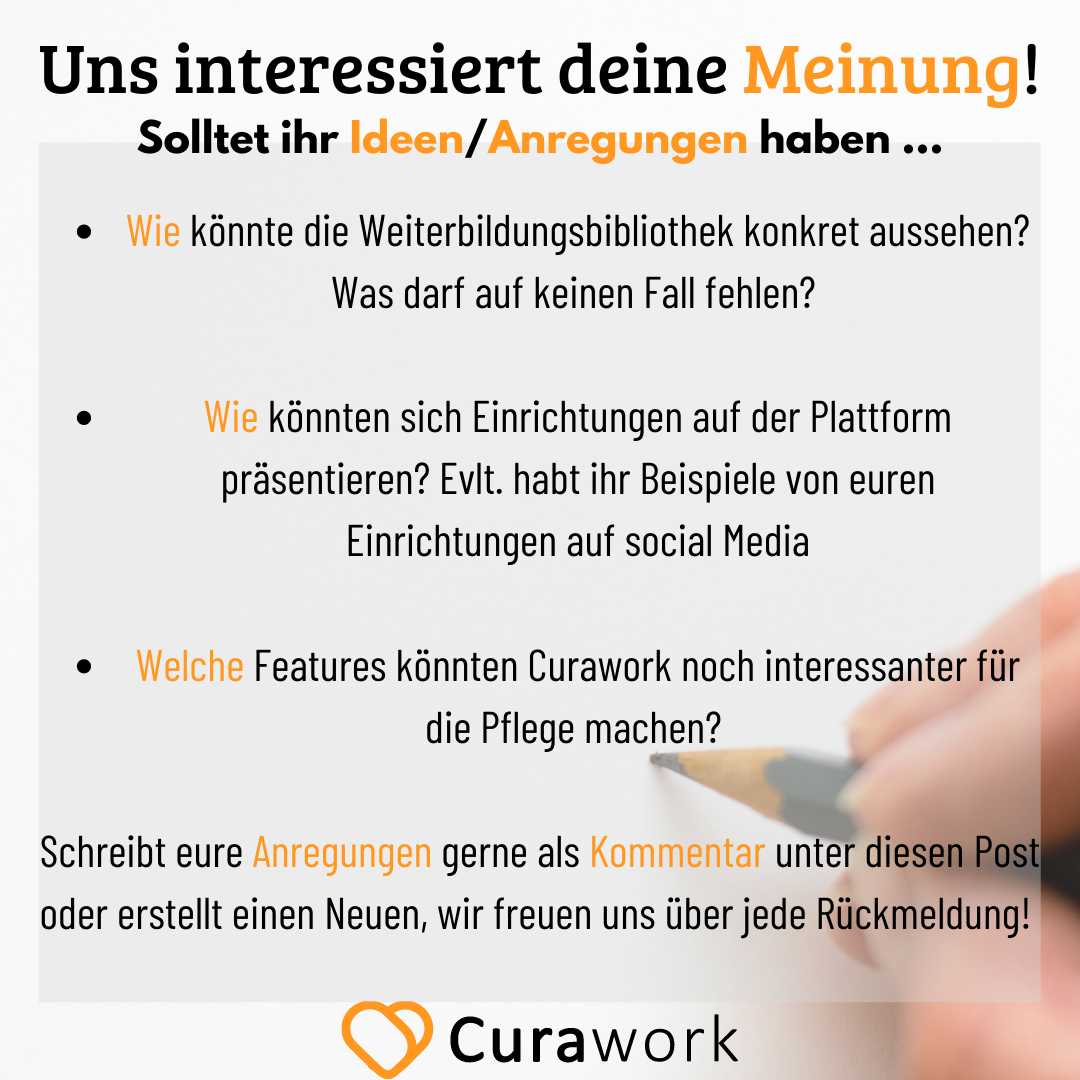 Uns interessiert deine Meinung!
Solltet ihr Ideen/Anregungen haben ...
• Wie könnte die Weiterbildungsbibliothek konkret aussehen?
Was darf auf keinen Fall fehlen?
• Wie könnten sich Einrichtungen auf der Plattform
präsentieren? Evlt. habt ihr Beispiele von euren
Einrichtungen auf social Media
• Welche Features könnten Curawork noch interessanter für
die Pflege machen?
Schreibt eure Anregungen gerne als Kommentar unter diesen Post
oder erstellt einen Neuen, wir freuen uns über jede Rückmeldung!
Curawork